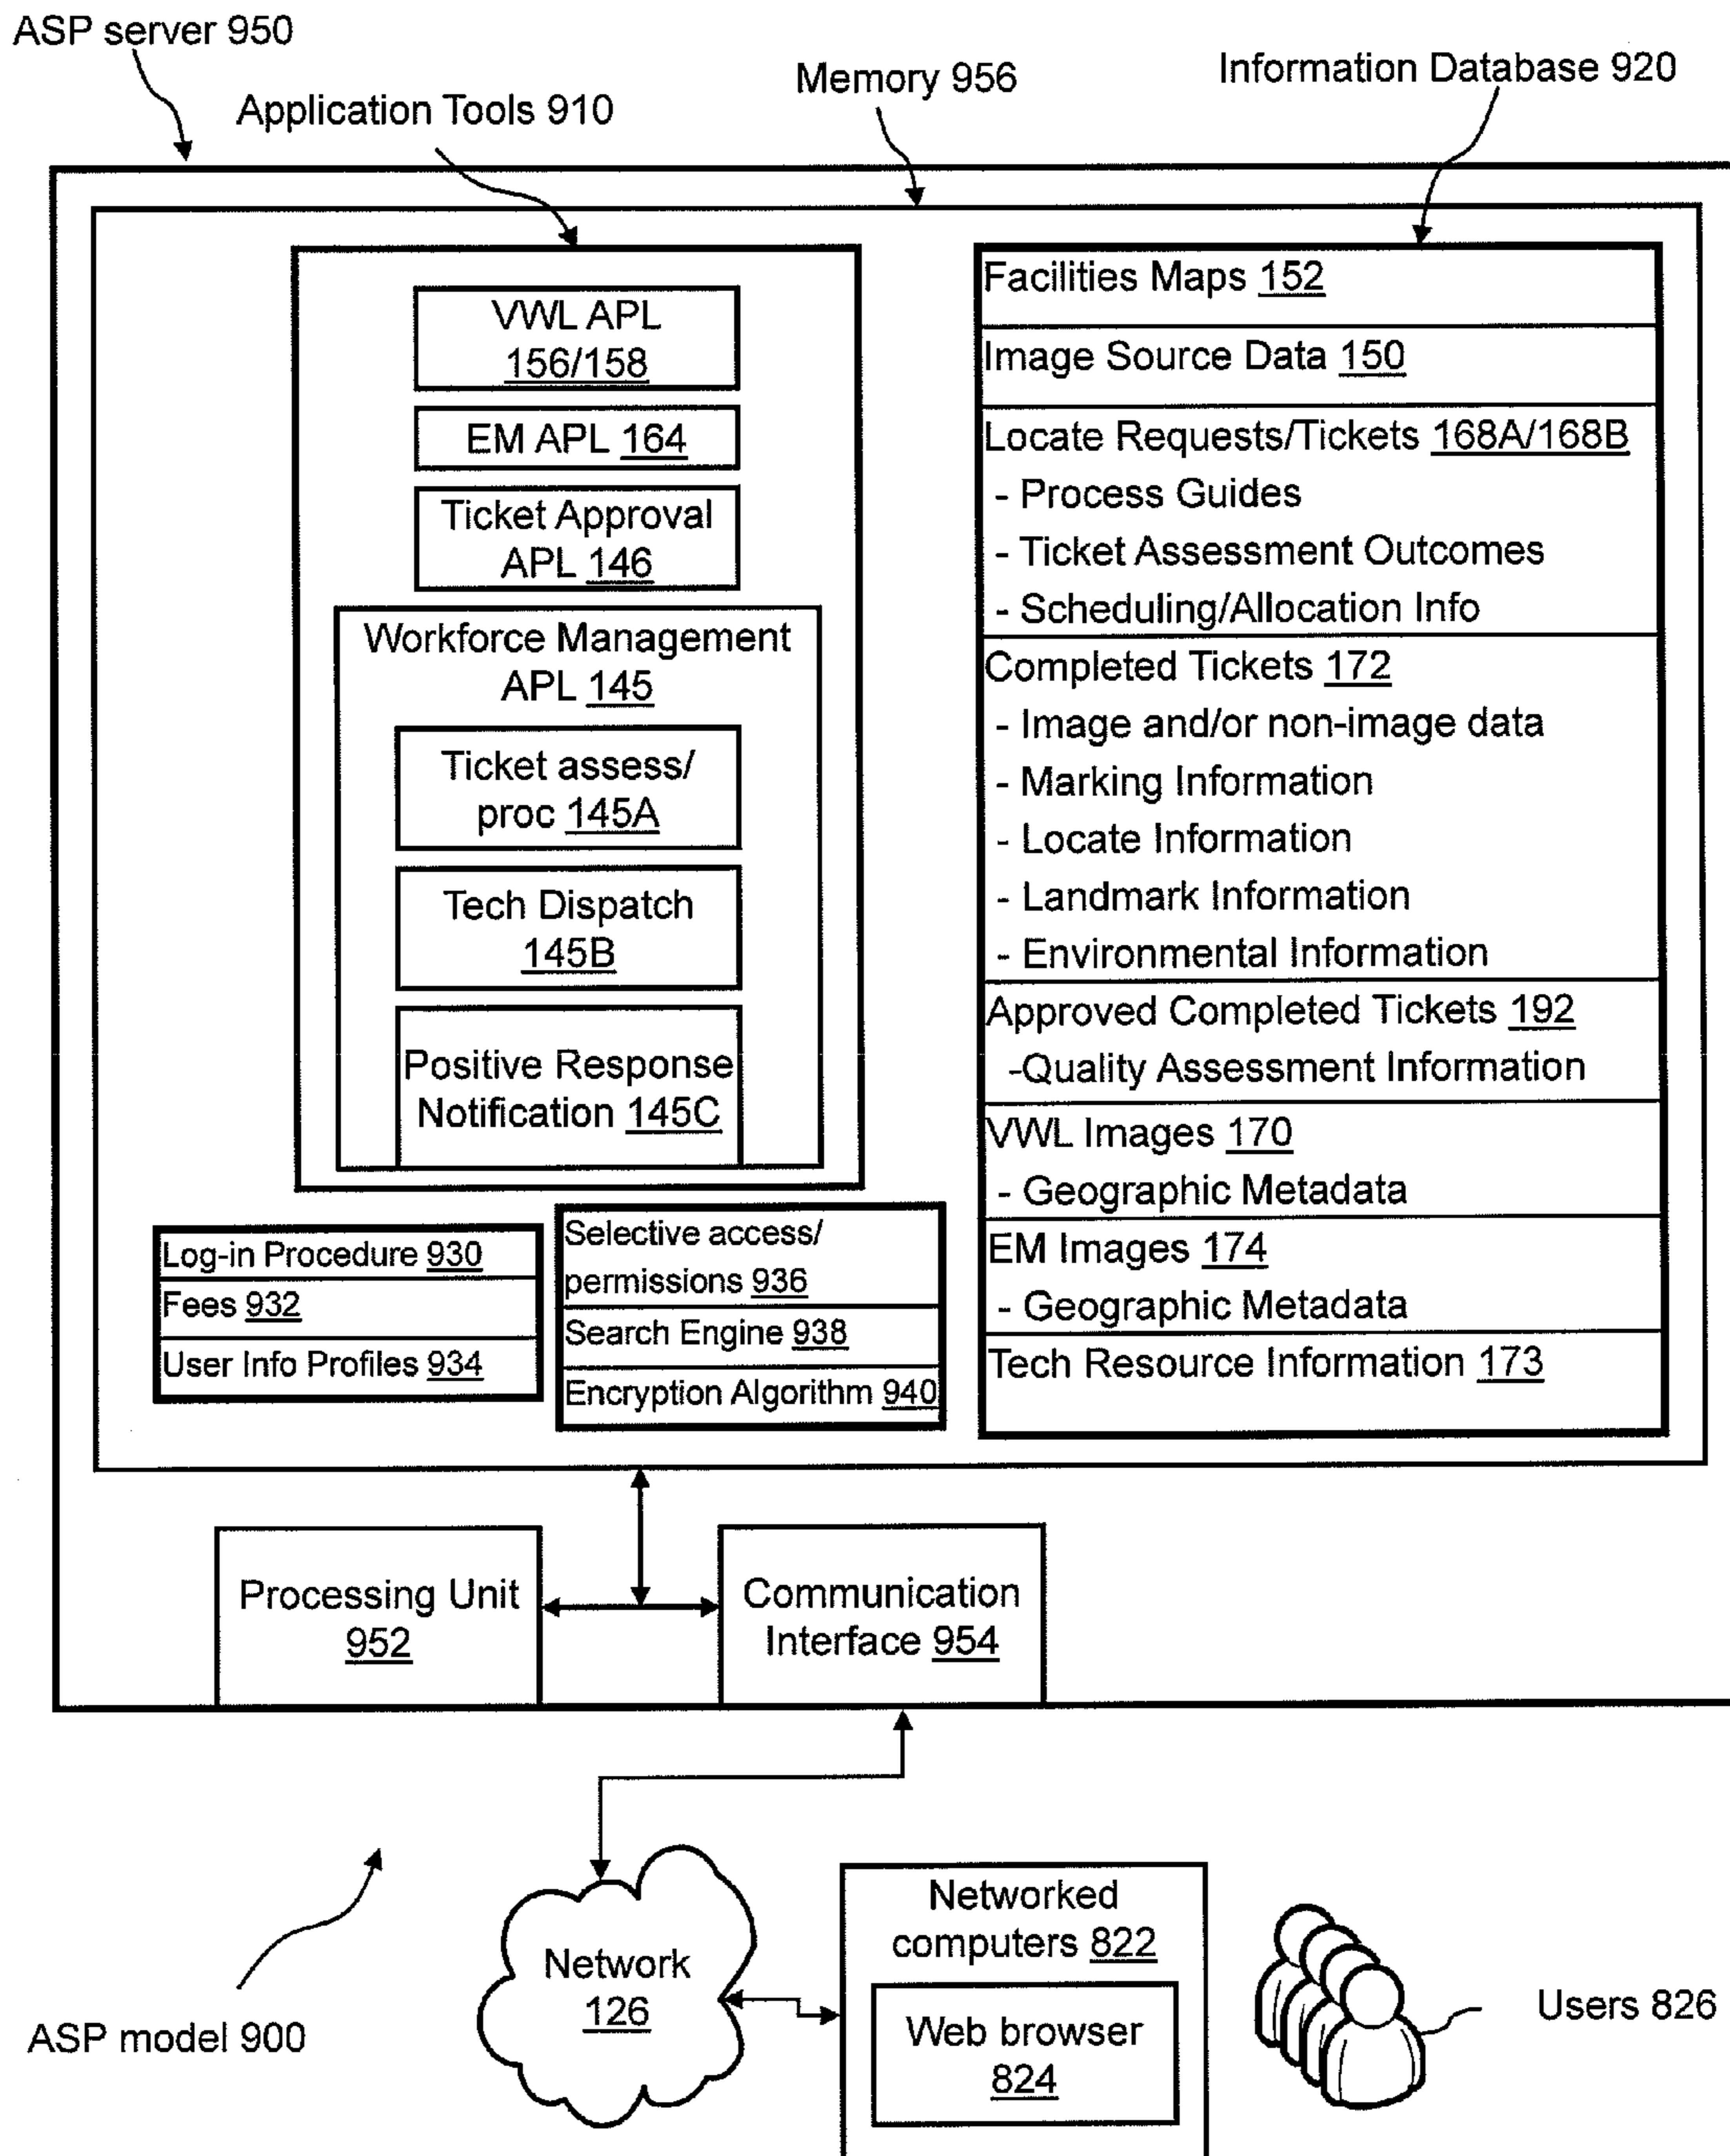 ASP server 950
Application Tools 910
Memory 956
Information Database 920
VWL APL
156/158
EM APL 164
Ticket Approval
APL 146
Workforce Management
APL 145
Ticket assess/
proc 145A
Tech Dispatch
145B
Positive Response
Notification 145C
Log-in Procedure 930
Fees 932
User Info Profiles 934
Selective access/
permissions 936
Search Engine 938
Encryption Algorithm 940
Facilities Maps 152
Image Source Data 150
Locate Requests/Tickets 168A/168B
- Process Guides
- Ticket Assessment Outcomes
- Scheduling/Allocation Info
Completed Tickets 172
- Image and/or non-image data
- Marking Information
- Locate Information
- Landmark Information
- Environmental Information
Approved Completed Tickets 192
-Quality Assessment Information
VWL Images 170
- Geographic Metadata
EM Images 174
- Geographic Metadata
Tech Resource Information 173
Processing Unit
952
Communication
Interface 954
ASP model 900
Network
126
Networked
computers 822
Web browser
824
Users 826